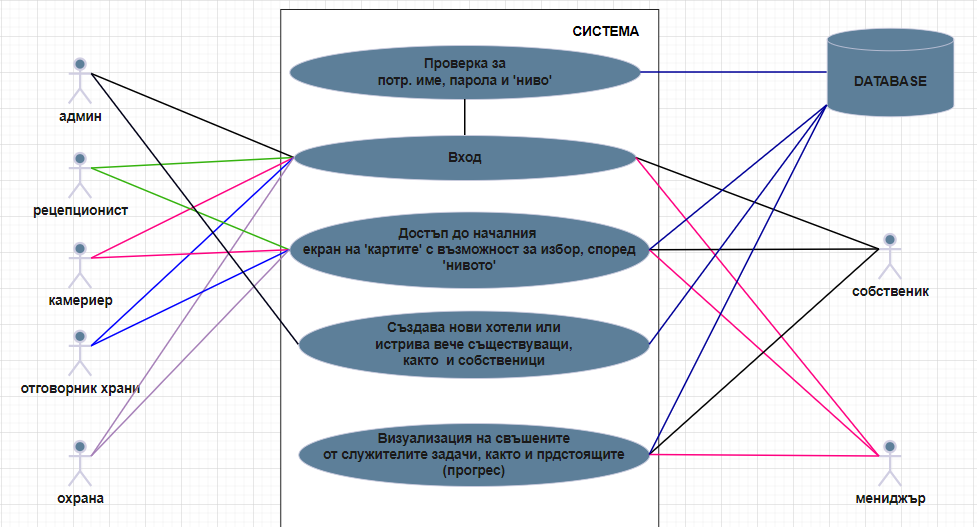 СИСТЕМА
Проверка за
потр. име, парола и 'ниво'
DATABASE
админ
Вход
рецепционист
Достъп до началния
екран на 'картите' с възможност за избор, според
'нивото'
камериер
собственик
Създава нови хотели или
истрива вече съществуващи,
както и собственици
отговорник храни
Визуализация на свъшените
от служителите задачи, както и прдстоящите
(прогрес)
охрана
мениджър